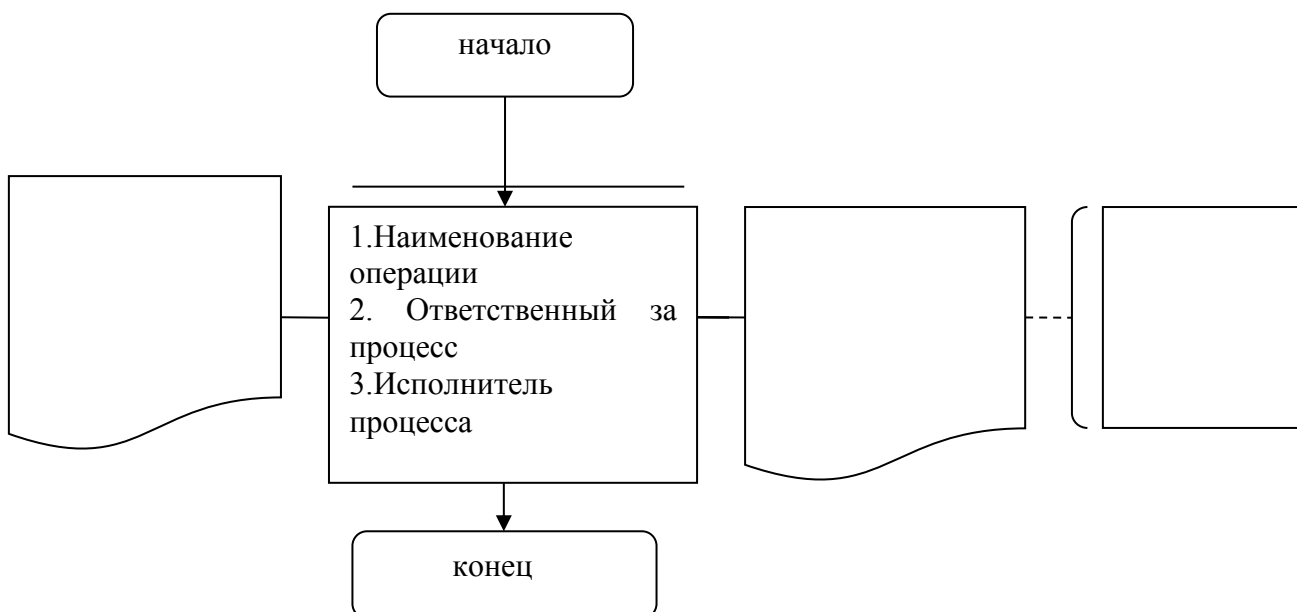 начало
1.Наименование
операции
2. Ответственный за
процесс
3.Исполнитель
процесса
конец